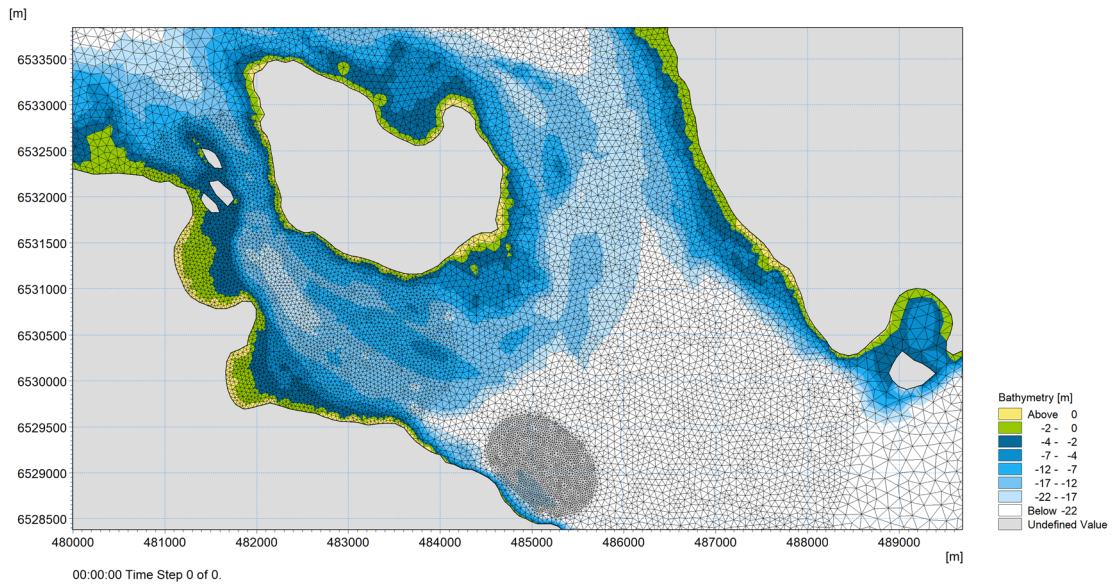 [m]
6533500
6533000
6532500
6532000
6531500
6531000
6530500
6530000
6529500
6529000
6528500
480000 481000 482000 483000 484000 485000 486000 487000 488000 489000
[m]
Bathymetry [m]
Above 0
-2 - 0
-4 - -2
-7 - -4
-12 - -7
-17 - -12
-22 - -17
Below -22
Undefined Value
00:00:00 Time Step 0 of 0.